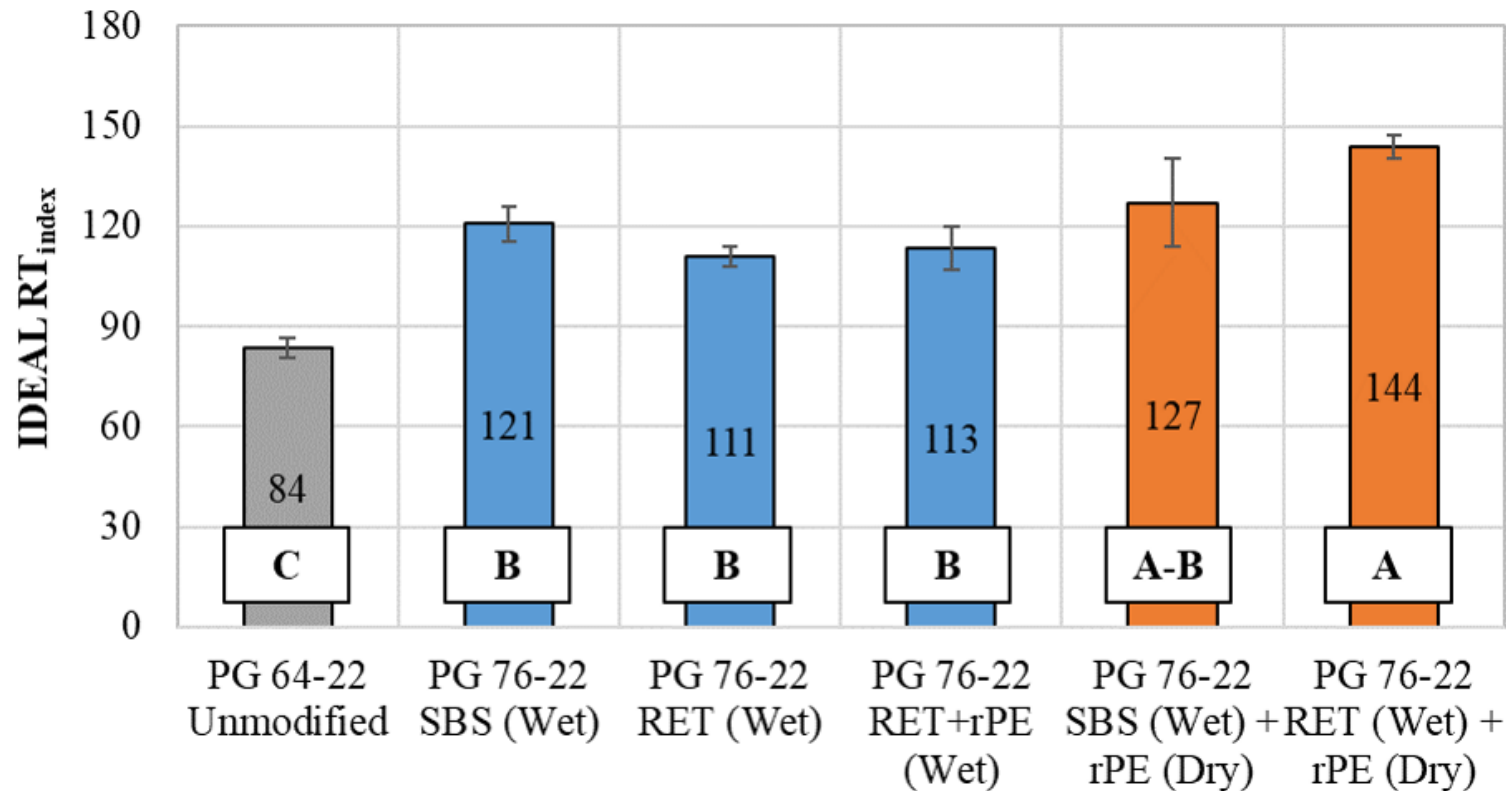 180
150
120
90
60
30
0
IDEAL RTindex
84
121
111
113
127
144
C
B
B
B
A-B
A
PG 64-22
Unmodified
PG 76-22
SBS (Wet)
PG 76-22
RET (Wet)
PG 76-22
RET+rPE
(Wet)
PG 76-22
SBS (Wet) +
rPE (Dry)
PG 76-22
RET (Wet) +
rPE (Dry)